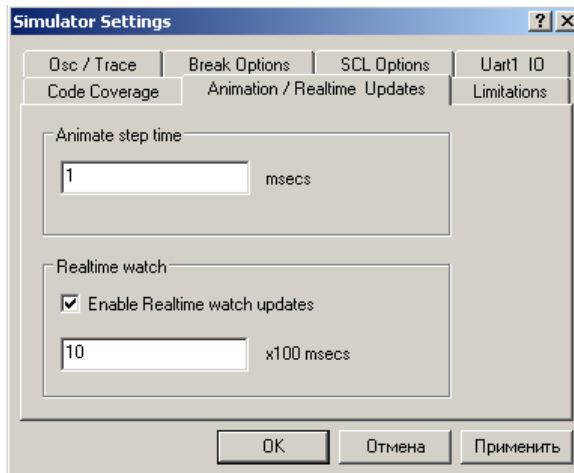 Simulator Settings
Osc / Trace Break Options SCL Options Uart1 IO
Code Coverage Animation / Realtime Updates Limitations
Animate step time
1 msecs
Realtime watch
Enable Realtime watch updates
10 x100 msecs
OK Отмена Применить